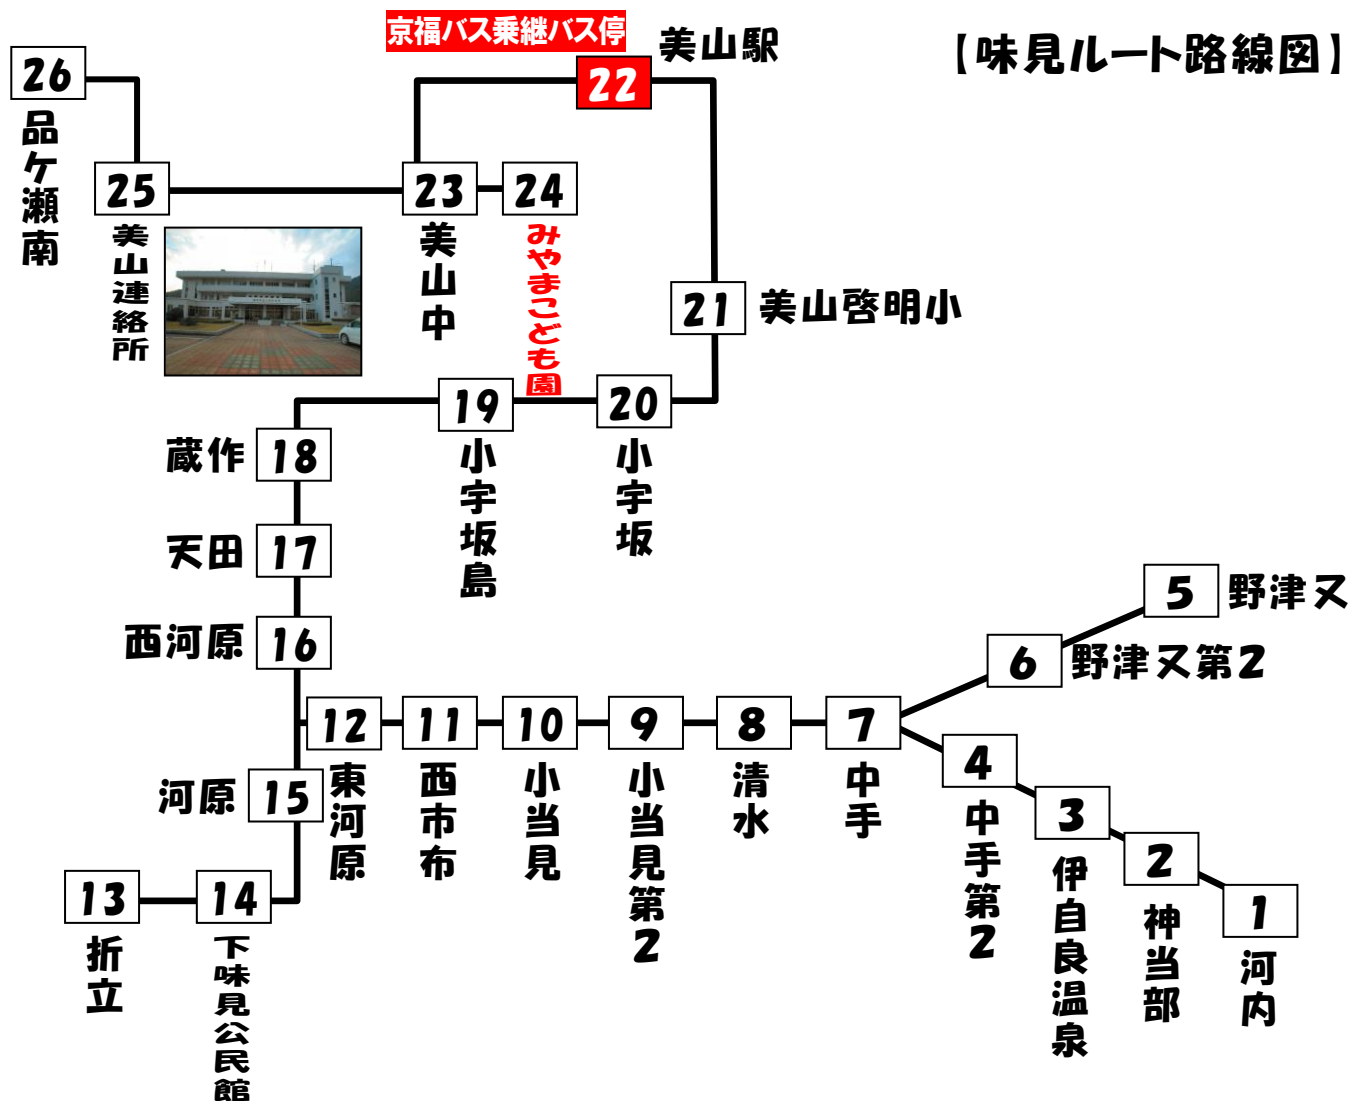 京福バス乗継バス停
美山駅
【味見ルート路線図】
26
品ケ瀬南
22
25
美山連絡所
23
美山中
24
みやまこども園
21
美山啓明小
19
小宇坂島
20
小宇坂
蔵作
18
天田
17
西河原
16
5
野津又
6
野津又第2
12
東河原
11
西市布
10
小当見
9
小当見第2
8
清水
7
中手
4
中手第2
3
伊自良温泉
2
神当部
1
河内
河原
15
13
折立
14
下味見公民館